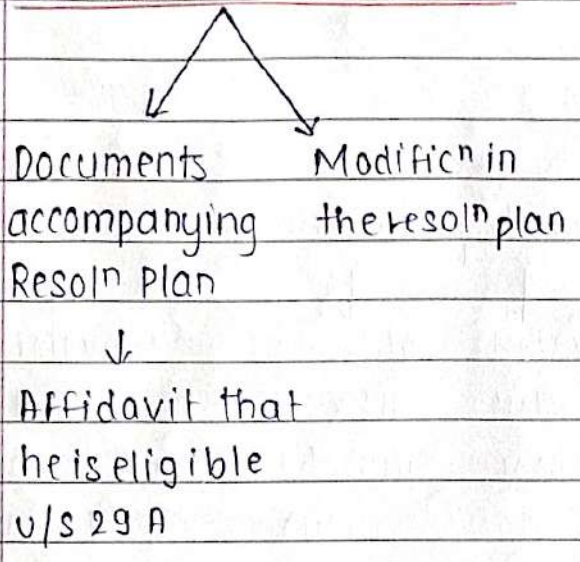 Documents
accompanying
Resolⁿ Plan
Modificⁿ in
the resolⁿ plan
Affidavit that
he is eligible
u/s 29 A